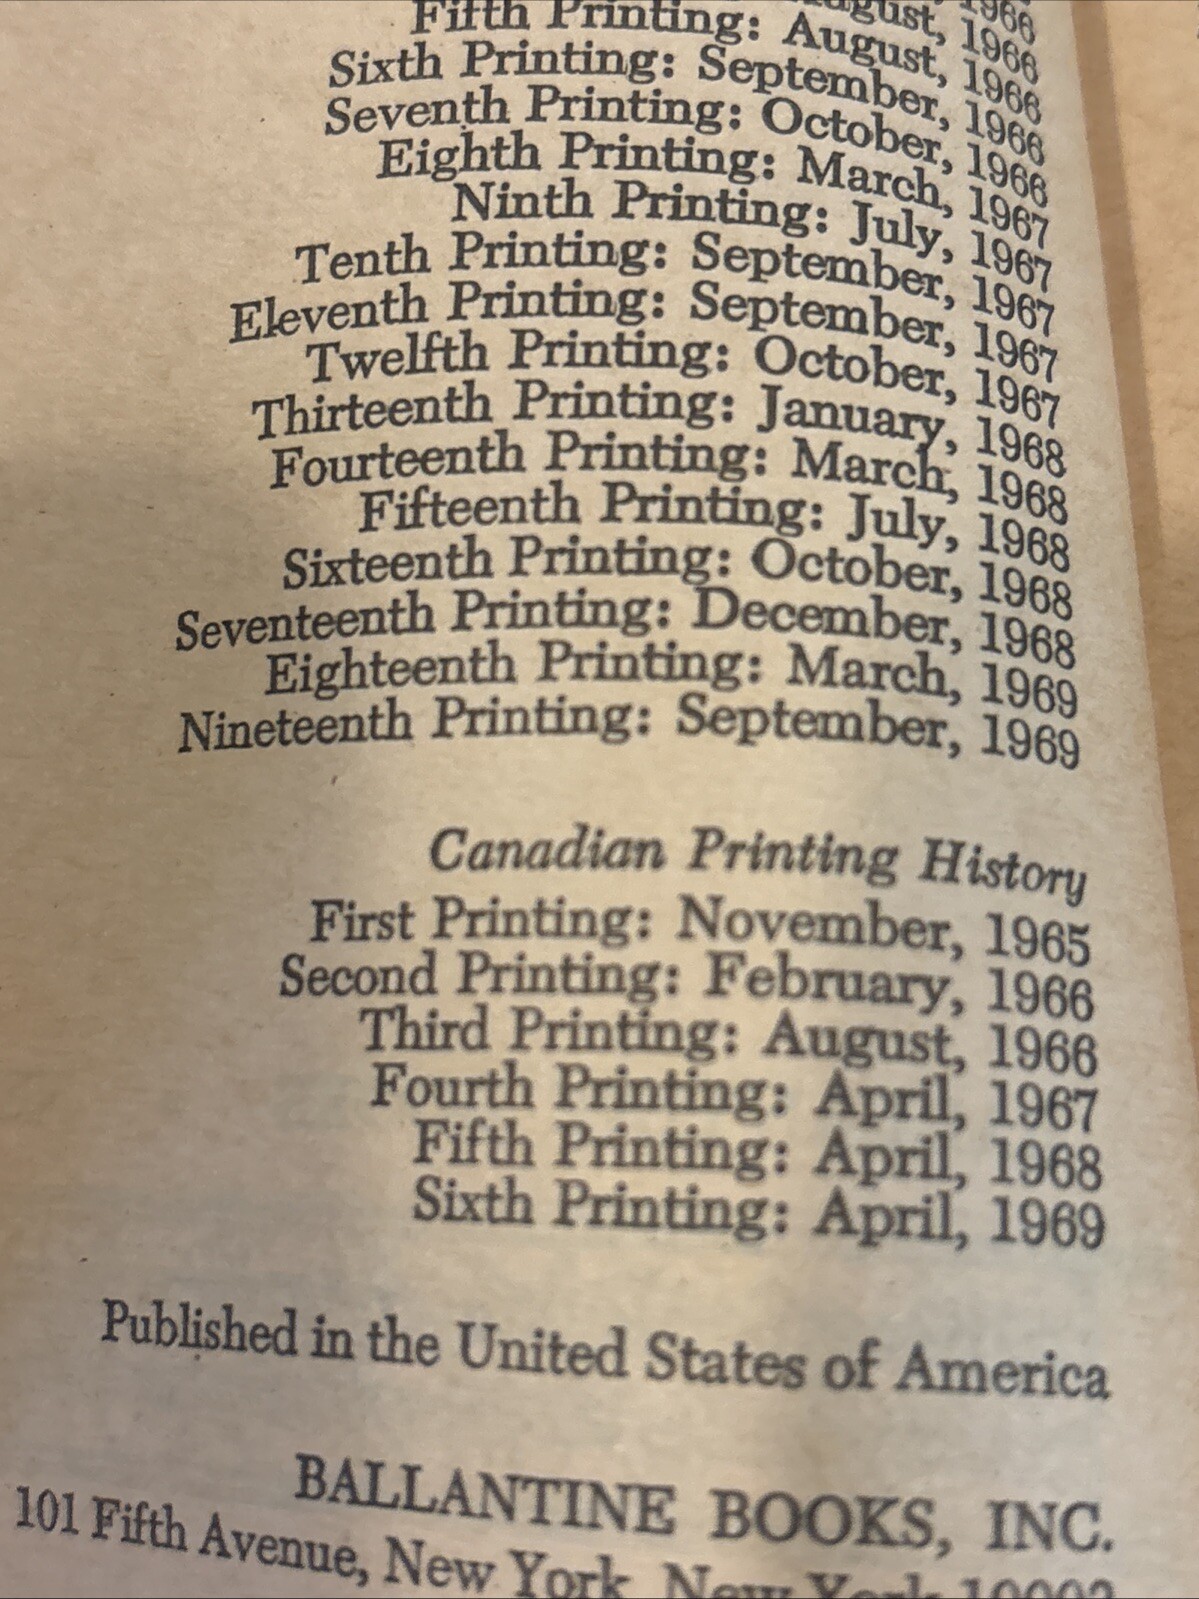 1966
August, 1966
Fifth Printing: August, 1966
Sixth Printing: September, 1966
Seventh Printing: October, 1966
Eighth Printing: March, 1967
Ninth Printing: July, 1967
Tenth Printing: September, 1967
Eleventh Printing: September, 1967
Twelfth Printing: October, 1967
Thirteenth Printing: January, 1968
Fourteenth Printing: March, 1968
Fifteenth Printing: July, 1968
Sixteenth Printing: October, 1968
Seventeenth Printing: December, 1968
Eighteenth Printing: March, 1969
Nineteenth Printing: September, 1969
Canadian Printing History
First Printing: November, 1965
Second Printing: February, 1966
Third Printing: August, 1966
Fourth Printing: April, 1967
Fifth Printing: April, 1968
Sixth Printing: April, 1969
Published in the United States of America
BALLANTINE BOOKS, INC.
101 Fifth Avenue, New York, New York